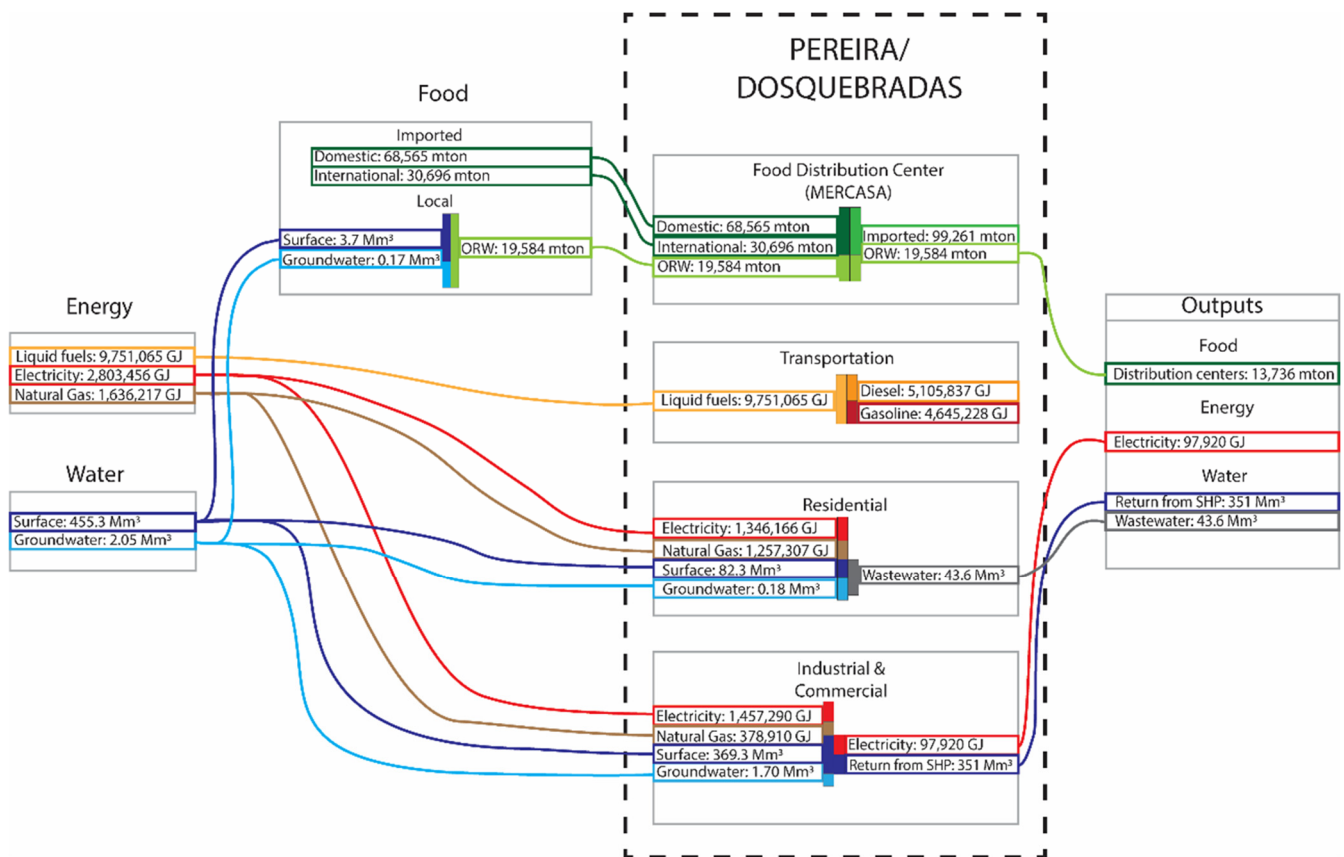 PEREIRA/
DOSQUEBRADAS
Food
Imported
Domestic: 68,565 mton
International: 30,696 mton
Local
Surface: 3.7 Mm³
Groundwater: 0.17 Mm³
ORW: 19,584 mton
Food Distribution Center
(MERCASA)
Domestic: 68,565 mton
International: 30,696 mton
ORW: 19,584 mton
Imported: 99,261 mton
ORW: 19,584 mton
Energy
Liquid fuels: 9,751,065 GJ
Electricity: 2,803,456 GJ
Natural Gas: 1,636,217 GJ
Water
Surface: 455.3 Mm³
Groundwater: 2.05 Mm³
Transportation
Liquid fuels: 9,751,065 GJ
Diesel: 5,105,837 GJ
Gasoline: 4,645,228 GJ
Residential
Electricity: 1,346,166 GJ
Natural Gas: 1,257,307 GJ
Surface: 82.3 Mm³
Groundwater: 0.18 Mm³
Wastewater: 43.6 Mm³
Industrial &
Commercial
Electricity: 1,457,290 GJ
Natural Gas: 378,910 GJ
Surface: 369.3 Mm³
Groundwater: 1.70 Mm³
Electricity: 97,920 GJ
Return from SHP: 351 Mm³
Outputs
Food
Distribution centers: 13,736 mton
Energy
Electricity: 97,920 GJ
Water
Return from SHP: 351 Mm³
Wastewater: 43.6 Mm³